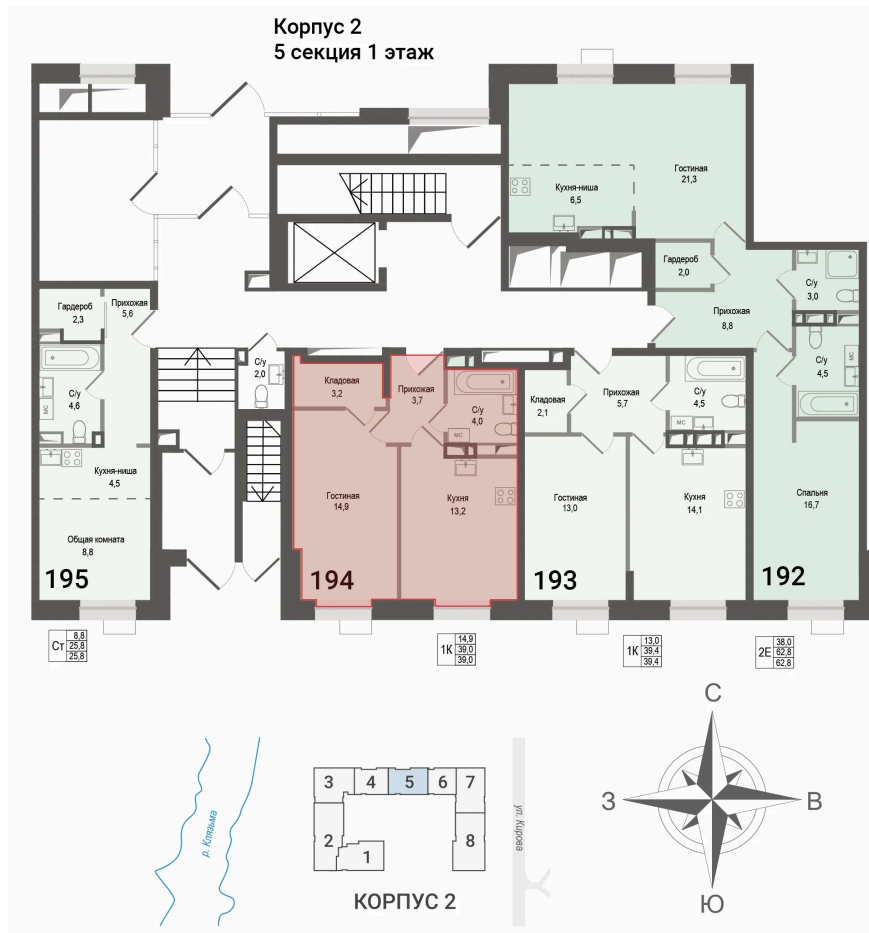 Корпус 2
5 секция 1 этаж
Гостиная
21,3
Кухня-ниша
6,5
Гардероб
2,0
С/у
3,0
Прихожая
8,8
С/у
4,5
МС
Спальня
16,7
192
Гардероб
2,3
Прихожая
5,6
С/у
4,6
МС
Кухня-ниша
4,5
Общая комната
8,8
195
С/у
2,0
Кладовая
3,2
Прихожая
3,7
С/у
4,0
МС
Гостиная
14,9
Кухня
13,2
194
Кладовая
2,1
Прихожая
5,7
С/у
4,5
МС
Гостиная
13,0
Кухня
14,1
193
Ст
8,8
25,8
25,8
1К
14,9
39,0
39,0
1К
13,0
39,4
39,4
2Е
38,0
62,8
62,8
р. Клязьма
3
4
5
6
7
2
1
8
КОРПУС 2
ул. Кирова
С
З
В
Ю